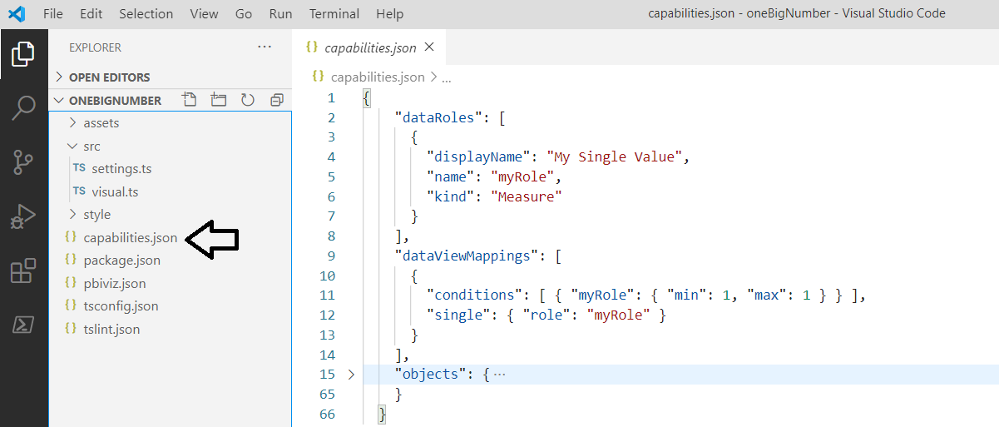 File Edit Selection View Go Run Terminal Help capabilities.json - oneBigNumber - Visual Studio Code
EXPLORER ···
OPEN EDITORS
ONEBIGNUMBER
assets
src
TS settings.ts
TS visual.ts
style
{} capabilities.json
{} package.json
{} pbiviz.json
{} tsconfig.json
{} tslint.json
{} capabilities.json ×
{} capabilities.json > ...
1 {
2 "dataRoles": [
3 {
4 "displayName": "My Single Value",
5 "name": "myRole",
6 "kind": "Measure"
7 }
8 ],
9 "dataViewMappings": [
10 {
11 "conditions": [ { "myRole": { "min": 1, "max": 1 } } ],
12 "single": { "role": "myRole" }
13 }
14 ],
15 > "objects": { ···
65 }
66 }